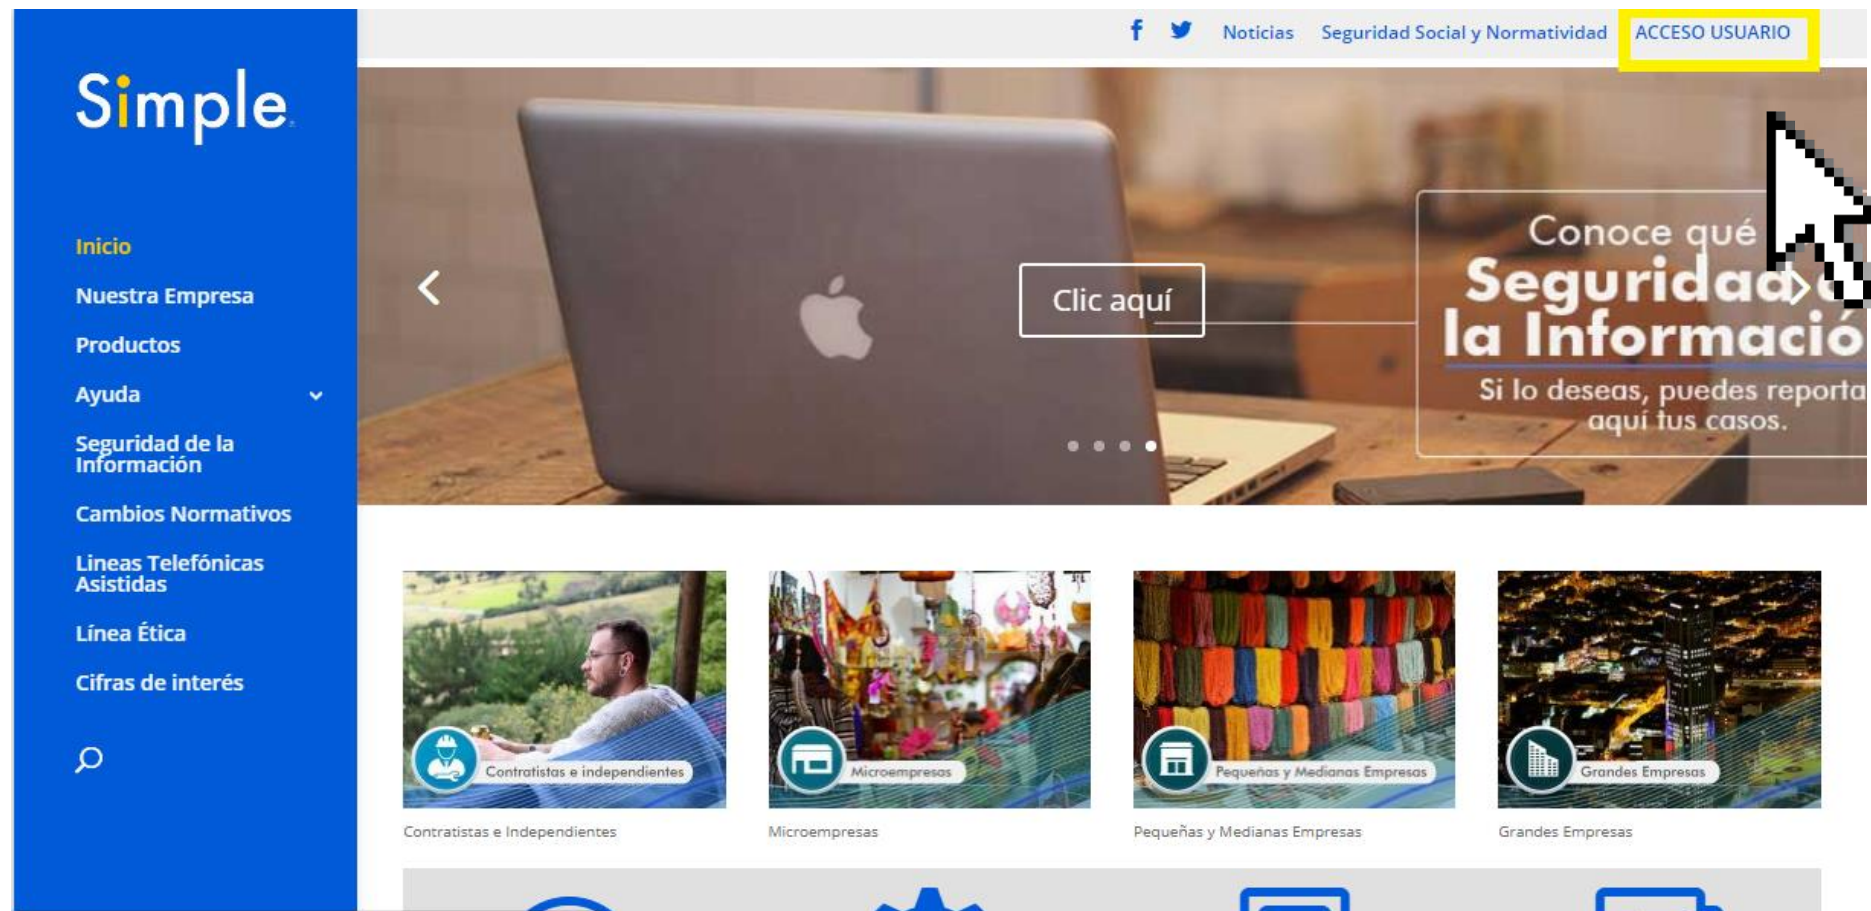 Noticias Seguridad Social y Normatividad ACCESO USUARIO
Simple
Inicio
Nuestra Empresa
Productos
Ayuda
Seguridad de la
Información
Cambios Normativos
Lineas Telefónicas
Asistidas
Línea Ética
Cifras de interés
Clic aquí
Conoce qué
Seguridad
la Informació
Si lo deseas, puedes reporta
aquí tus casos.
Contratistas e independientes
Microempresas
Pequeñas y Medianas Empresas
Grandes Empresas
Contratistas e Independientes
Microempresas
Pequeñas y Medianas Empresas
Grandes Empresas